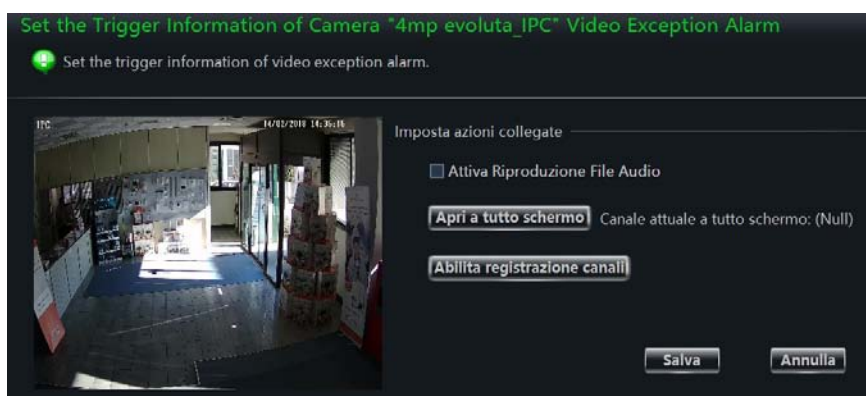 Set the Trigger Information of Camera "4mp evoluta_IPC" Video Exception Alarm
Set the trigger information of video exception alarm.
IPC 14/02/2018 14:36:16
Imposta azioni collegate
Attiva Riproduzione File Audio
Apri a tutto schermo Canale attuale a tutto schermo: (Null)
Abilita registrazione canali
Salva Annulla